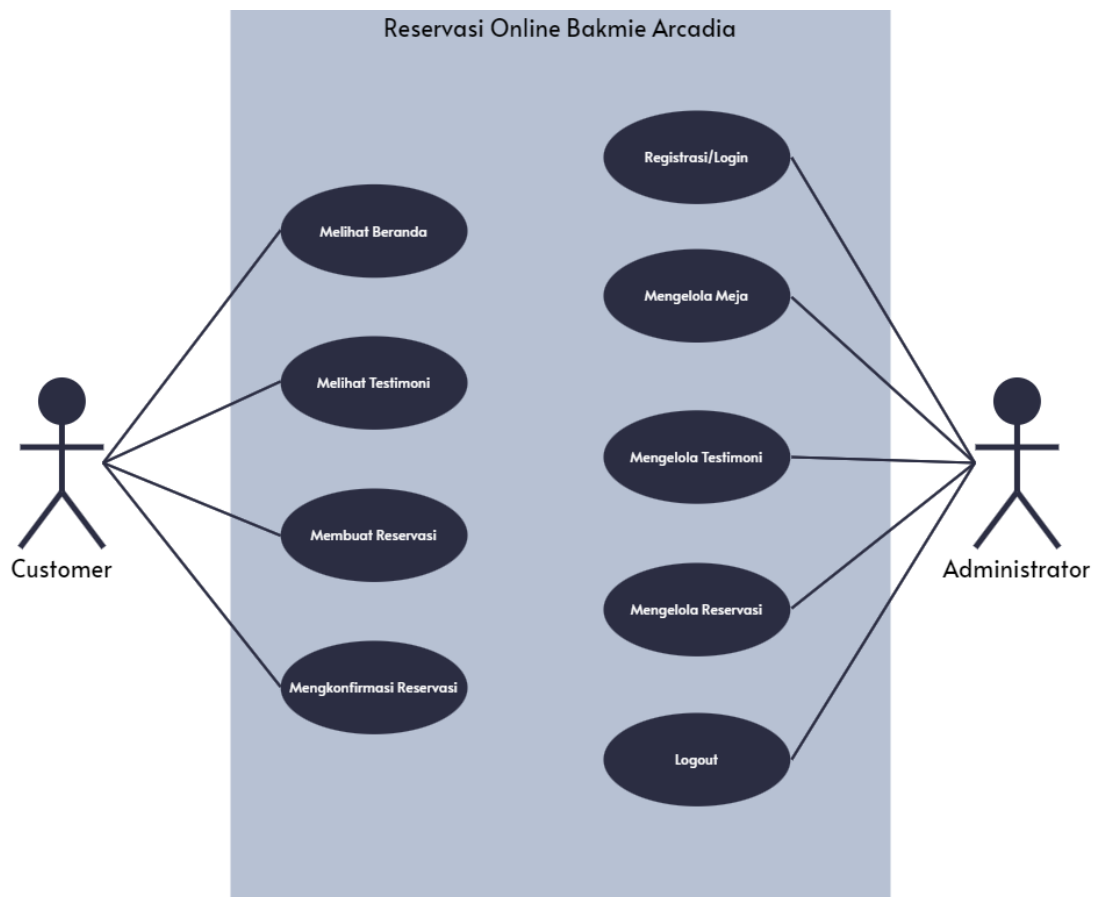 Reservasi Online Bakmie Arcadia
Customer
Melihat Beranda
Melihat Testimoni
Membuat Reservasi
Mengkonfirmasi Reservasi
Registrasi/Login
Mengelola Meja
Mengelola Testimoni
Mengelola Reservasi
Logout
Administrator